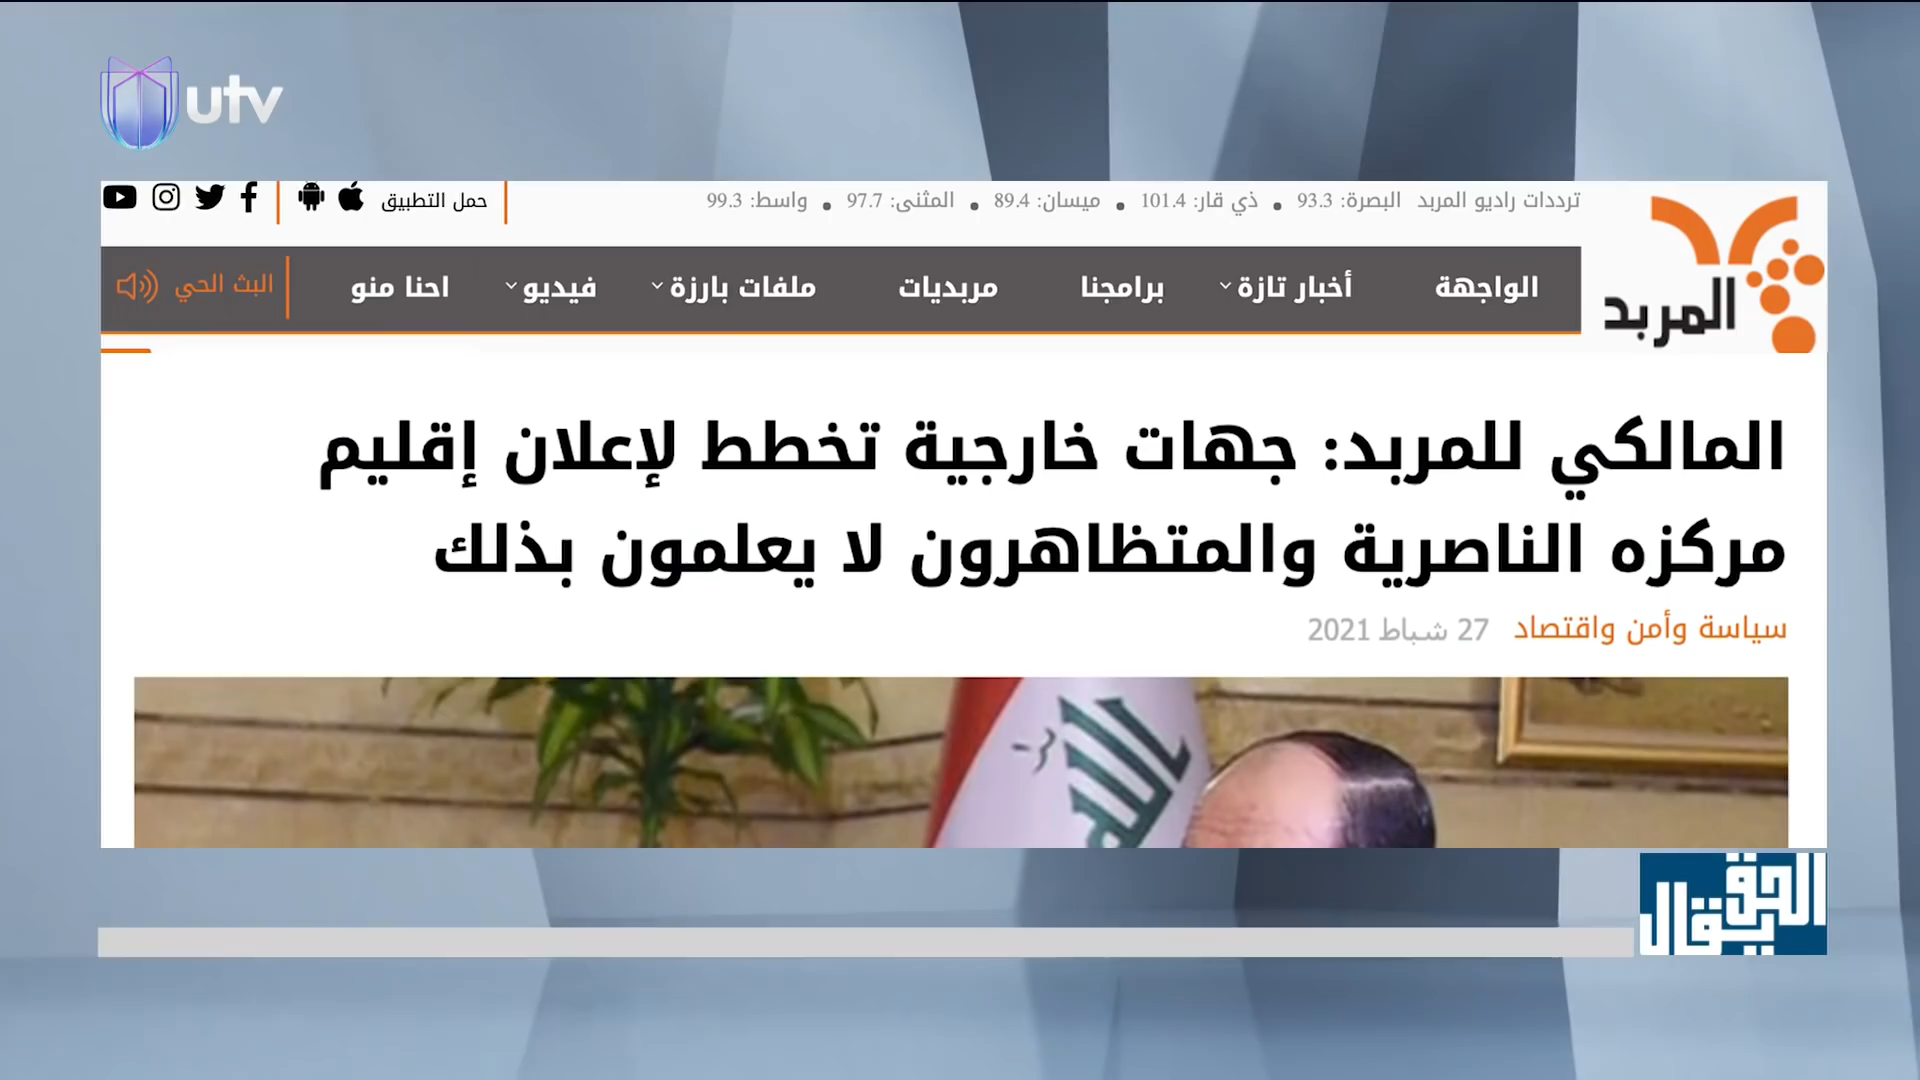 utv
ترددات راديو المربد البصرة: 93.3 • ذي قار: 101.4 • ميسان: 89.4 • المثنى: 97.7 • واسط: 99.3
حمل التطبيق
المربد
الواجهة أخبار تازة برامجنا مربديات ملفات بارزة فيديو احنا منو البث الحي
المالكي للمربد: جهات خارجية تخطط لإعلان إقليم
مركزه الناصرية والمتظاهرون لا يعلمون بذلك
سياسة وأمن واقتصاد 27 شباط 2021
الله
الحق
يقال